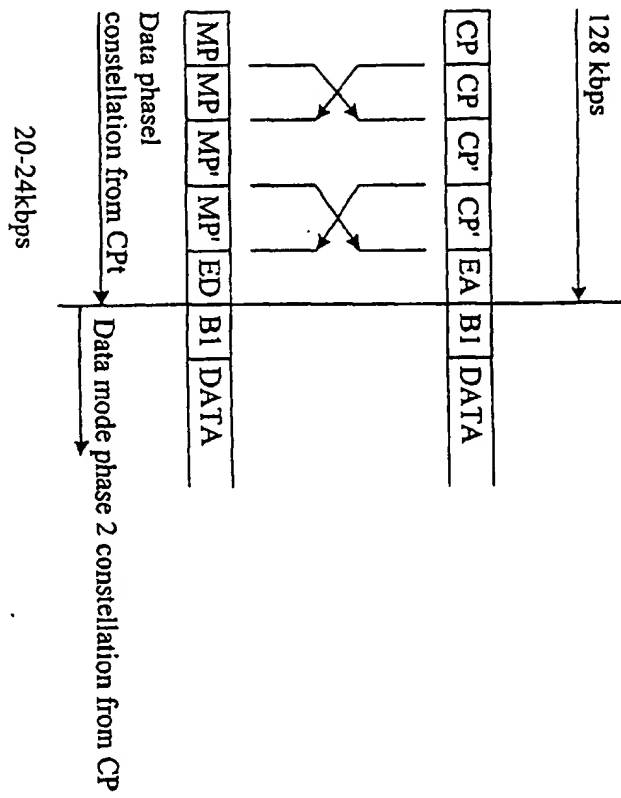 128 kbps
CP CP CP' CP' EA B1 DATA
MP MP MP' MP' ED B1 DATA
Data phase1
constellation from CPt
Data mode phase 2 constellation from CP
20-24kbps